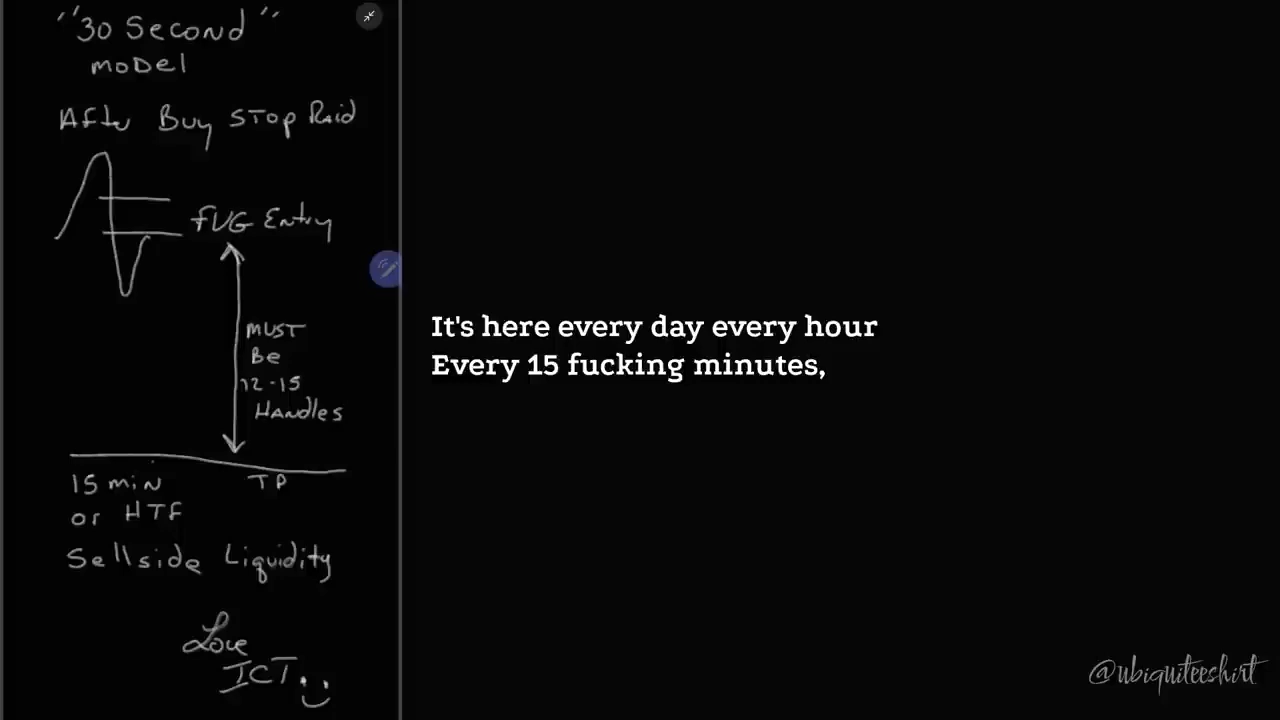 "30 Second"
moDel
After Buy STop Raid
FVG Entry
MUST
Be
12-15
HANdles
15 min
or HTF
TP
Sellside Liquidity
Love
ICT
It's here every day every hour
Every 15 fucking minutes,
@ubiquiteeshirt